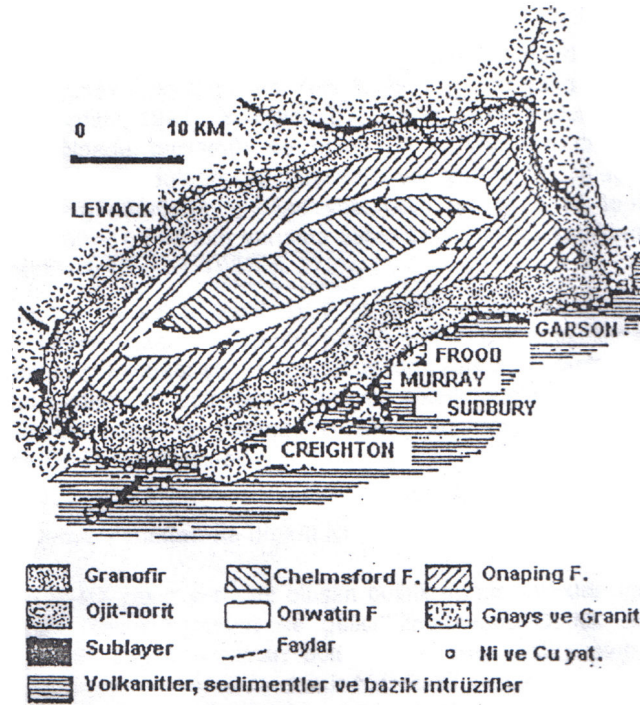 0 10 KM.
LEVACK
GARSON
FROOD
MURRAY
SUDBURY
CREIGHTON
Granofir Chelmsford F. Onaping F.
Ojit-norit Onwatin F Gnays ve Granit
Sublayer Faylar Ni ve Cu yat.
Volkanitler, sedimentler ve bazik intrüzifler